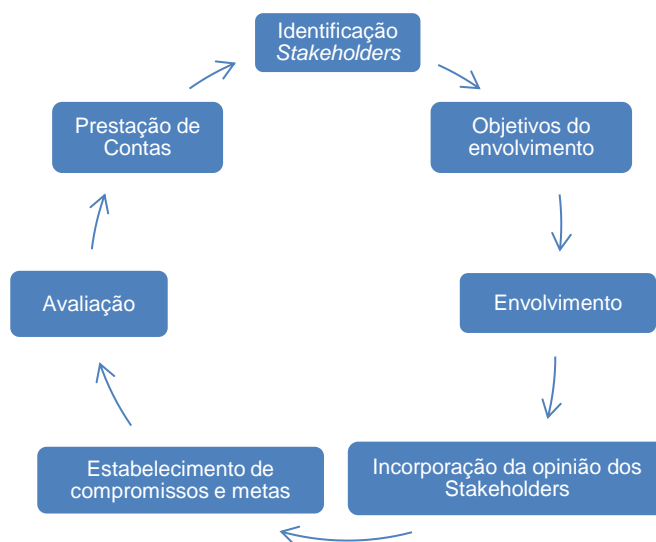 Identificação
Stakeholders
Objetivos do
envolvimento
Envolvimento
Incorporação da opinião dos
Stakeholders
Estabelecimento de
compromissos e metas
Avaliação
Prestação de
Contas